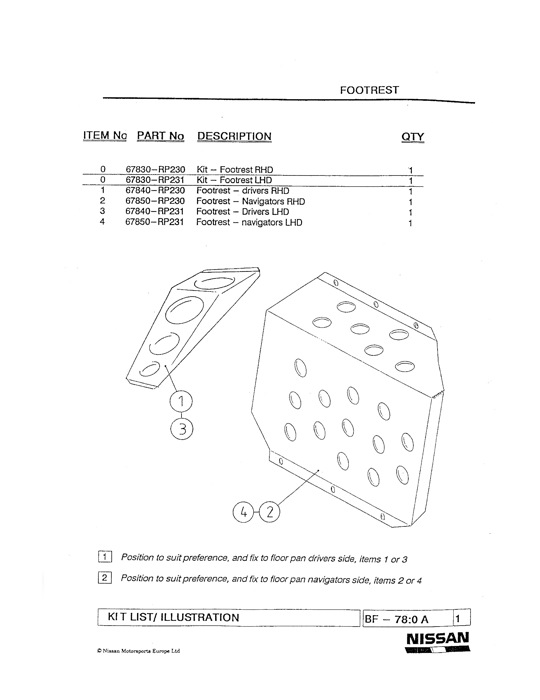 FOOTREST
ITEM No PART No DESCRIPTION QTY
0 67830-RP230 Kit - Footrest RHD 1
0 67830-RP231 Kit - Footrest LHD 1
1 67840-RP230 Footrest - drivers RHD 1
2 67850-RP230 Footrest - Navigators RHD 1
3 67840-RP231 Footrest - Drivers LHD 1
4 67850-RP231 Footrest - navigators LHD 1
1
3
4 2
1 Position to suit preference, and fix to floor pan drivers side, items 1 or 3
2 Position to suit preference, and fix to floor pan navigators side, items 2 or 4
KIT LIST/ ILLUSTRATION BF - 78:0 A 1
NISSAN
© Nissan Motorsports Europe Ltd